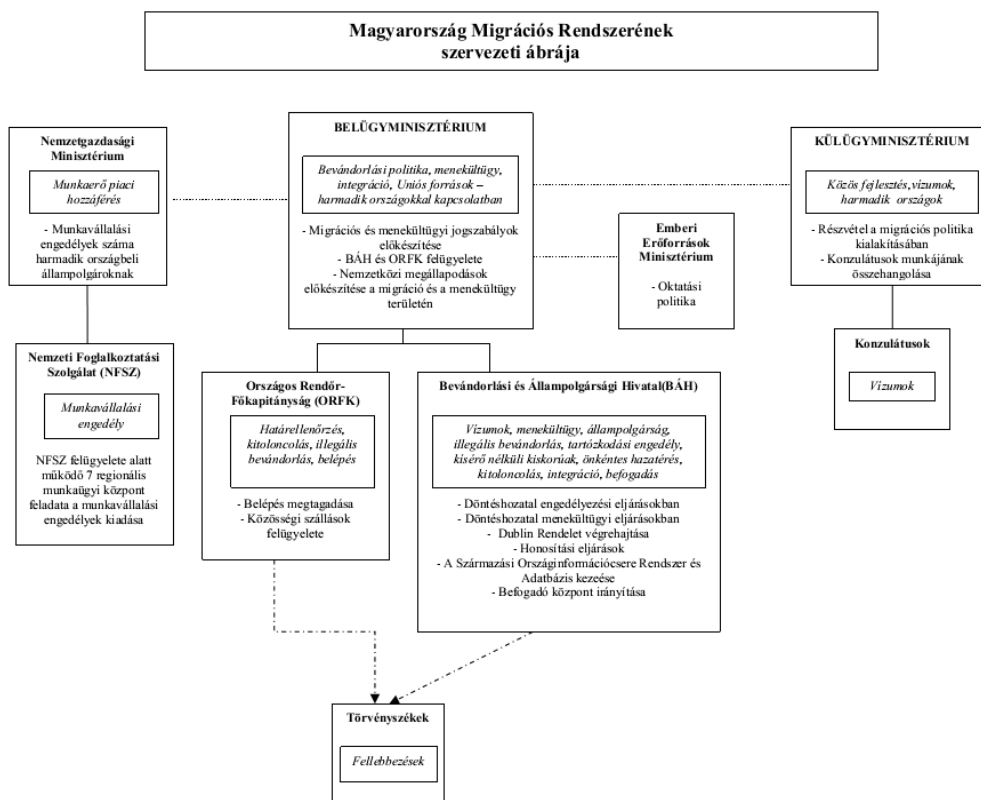 Magyarország Migrációs Rendszerének
szervezeti ábrája
Nemzetgazdasági
Minisztérium
Munkaerő piaci
hozzáférés
- Munkavállalási
engedélyek száma
harmadik országbeli
állampolgároknak
BELÜGYMINISZTÉRIUM
Bevándorlási politika, menekültügy,
integráció, Uniós források –
harmadik országokkal kapcsolatban
- Migrációs és menekültügyi jogszabályok
előkészítése
- BÁH és ORFK felügyelete
- Nemzetközi megállapodások
előkészítése a migráció és a menekültügy
területén
Emberi
Erőforrások
Minisztérium
- Oktatási
politika
KÜLÜGYMINISZTÉRIUM
Közös fejlesztés,vízumok,
harmadik országok
- Részvétel a migrációs politika
kialakításában
- Konzulátusok munkájának
összehangolása
Nemzeti Foglalkoztatási
Szolgálat (NFSZ)
Munkavállalási
engedély
NFSZ felügyelete alatt
működő 7 regionális
munkaügyi központ
feladata a munkavállalási
engedélyek kiadása
Országos Rendőr-
Főkapitányság (ORFK)
Határellenőrzés,
kitoloncolás, illegális
bevándorlás, belépés
- Belépés megtagadása
- Közösségi szállások
felügyelete
Bevándorlási és Állampolgársági Hivatal(BÁH)
Vízumok, menekültügy, állampolgárság,
illegális bevándorlás, tartózkodási engedély,
kísérő nélküli kiskorúak, önkéntes hazatérés,
kitoloncolás, integráció, befogadás
- Döntéshozatal engedélyezési eljárásokban
- Döntéshozatal menekültügyi eljárásokban
- Dublin Rendelet végrehajtása
- Honosítási eljárások
- A Származási Országinformációcsere Rendszer és
Adatbázis kezeése
- Befogadó központ irányítása
Konzulátusok
Vízumok
Törvényszékek
Fellebbezések